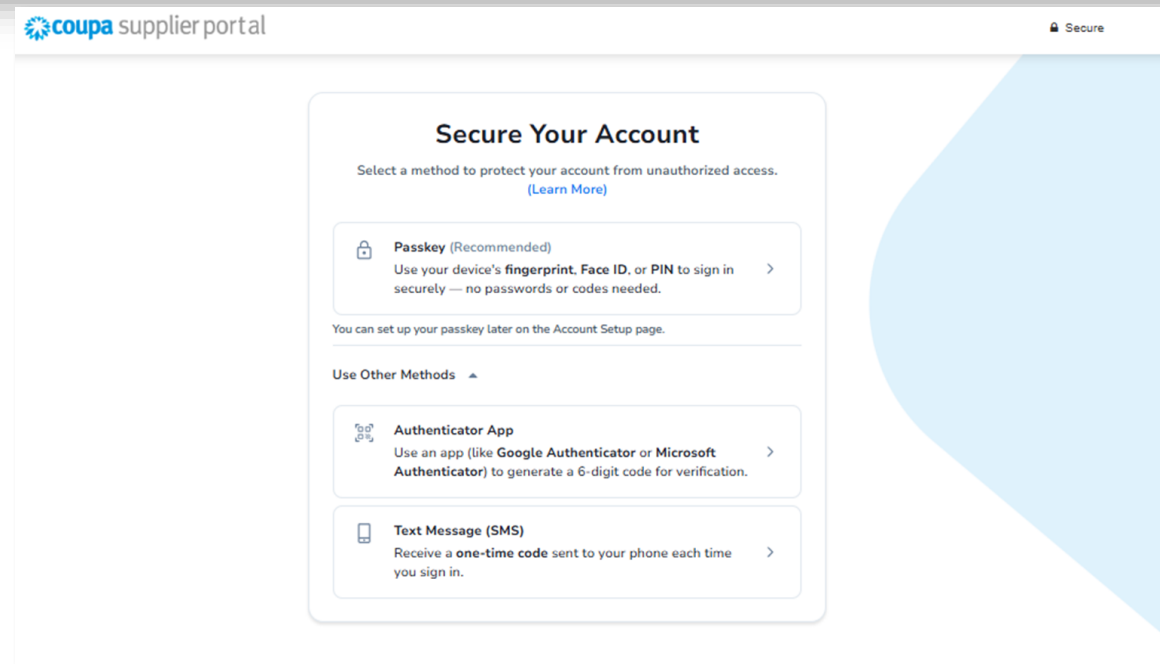 coupa supplier portal
Secure
Secure Your Account
Select a method to protect your account from unauthorized access.
(Learn More)
Passkey (Recommended)
Use your device's fingerprint, Face ID, or PIN to sign in
securely — no passwords or codes needed.
You can set up your passkey later on the Account Setup page.
Use Other Methods
Authenticator App
Use an app (like Google Authenticator or Microsoft
Authenticator) to generate a 6-digit code for verification.
Text Message (SMS)
Receive a one-time code sent to your phone each time
you sign in.